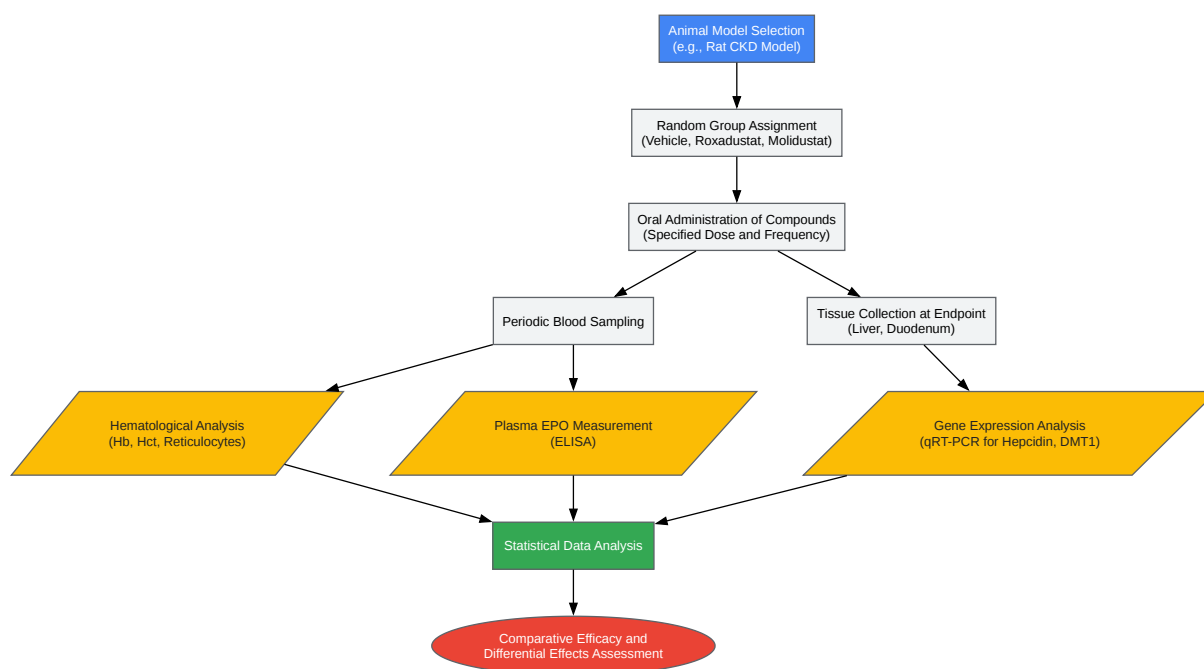 Animal Model Selection
(e.g., Rat CKD Model)
Random Group Assignment
(Vehicle, Roxadustat, Molidustat)
Oral Administration of Compounds
(Specified Dose and Frequency)
Periodic Blood Sampling
Tissue Collection at Endpoint
(Liver, Duodenum)
Hematological Analysis
(Hb, Hct, Reticulocytes)
Plasma EPO Measurement
(ELISA)
Gene Expression Analysis
(qRT-PCR for Hepcidin, DMT1)
Statistical Data Analysis
Comparative Efficacy and
Differential Effects Assessment